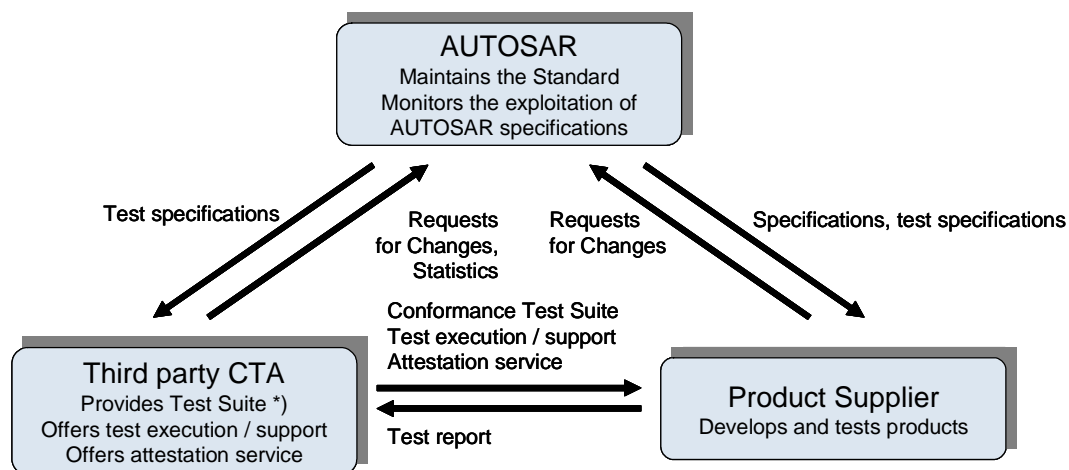 AUTOSAR
Maintains the Standard
Monitors the exploitation of
AUTOSAR specifications
Test specifications
Requests
for Changes,
Statistics
Requests
for Changes
Specifications, test specifications
Conformance Test Suite
Test execution / support
Attestation service
Third party CTA
Provides Test Suite *)
Offers test execution / support
Offers attestation service
Test report
Product Supplier
Develops and tests products